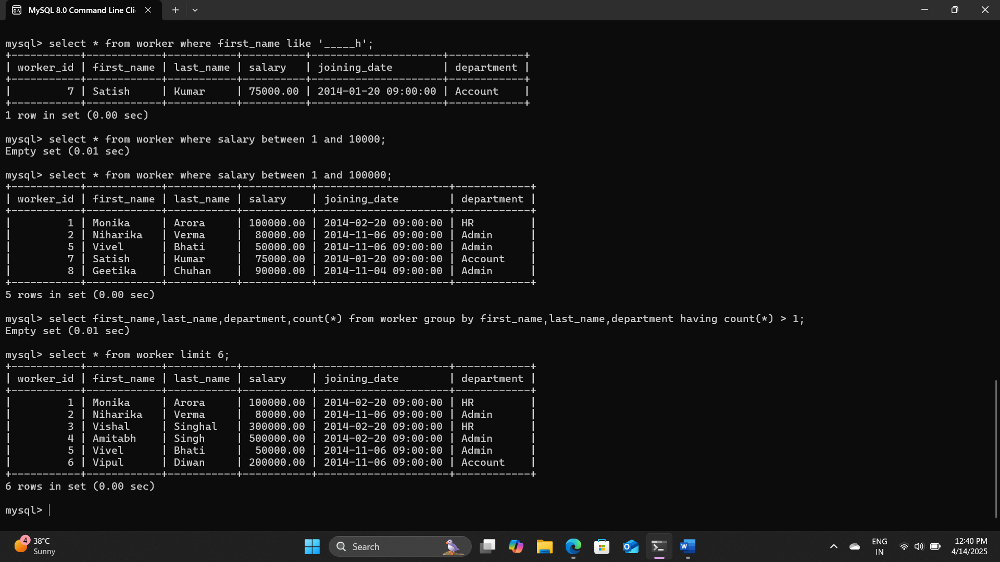 MySQL 8.0 Command Line Cli
mysql> select * from worker where first_name like '_____h';
+-----------+------------+-----------+----------+---------------------+------------+
| worker_id | first_name | last_name | salary   | joining_date        | department |
+-----------+------------+-----------+----------+---------------------+------------+
|         7 | Satish     | Kumar     | 75000.00 | 2014-01-20 09:00:00 | Account    |
+-----------+------------+-----------+----------+---------------------+------------+
1 row in set (0.00 sec)
mysql> select * from worker where salary between 1 and 10000;
Empty set (0.01 sec)
mysql> select * from worker where salary between 1 and 100000;
+-----------+------------+-----------+-----------+---------------------+------------+
| worker_id | first_name | last_name | salary    | joining_date        | department |
+-----------+------------+-----------+-----------+---------------------+------------+
|         1 | Monika     | Arora     | 100000.00 | 2014-02-20 09:00:00 | HR         |
|         2 | Niharika   | Verma     |  80000.00 | 2014-11-06 09:00:00 | Admin      |
|         5 | Vivel      | Bhati     |  50000.00 | 2014-11-06 09:00:00 | Admin      |
|         7 | Satish     | Kumar     |  75000.00 | 2014-01-20 09:00:00 | Account    |
|         8 | Geetika    | Chuhan    |  90000.00 | 2014-11-04 09:00:00 | Admin      |
+-----------+------------+-----------+-----------+---------------------+------------+
5 rows in set (0.00 sec)
mysql> select first_name,last_name,department,count(*) from worker group by first_name,last_name,department having count(*) > 1;
Empty set (0.01 sec)
mysql> select * from worker limit 6;
+-----------+------------+-----------+-----------+---------------------+------------+
| worker_id | first_name | last_name | salary    | joining_date        | department |
+-----------+------------+-----------+-----------+---------------------+------------+
|         1 | Monika     | Arora     | 100000.00 | 2014-02-20 09:00:00 | HR         |
|         2 | Niharika   | Verma     |  80000.00 | 2014-11-06 09:00:00 | Admin      |
|         3 | Vishal     | Singhal   | 300000.00 | 2014-02-20 09:00:00 | HR         |
|         4 | Amitabh    | Singh     | 500000.00 | 2014-02-20 09:00:00 | Admin      |
|         5 | Vivel      | Bhati     |  50000.00 | 2014-11-06 09:00:00 | Admin      |
|         6 | Vipul      | Diwan     | 200000.00 | 2014-11-06 09:00:00 | Account    |
+-----------+------------+-----------+-----------+---------------------+------------+
6 rows in set (0.00 sec)
mysql>
4
38°C
Sunny
Search
ENG
IN
12:40 PM
4/14/2025